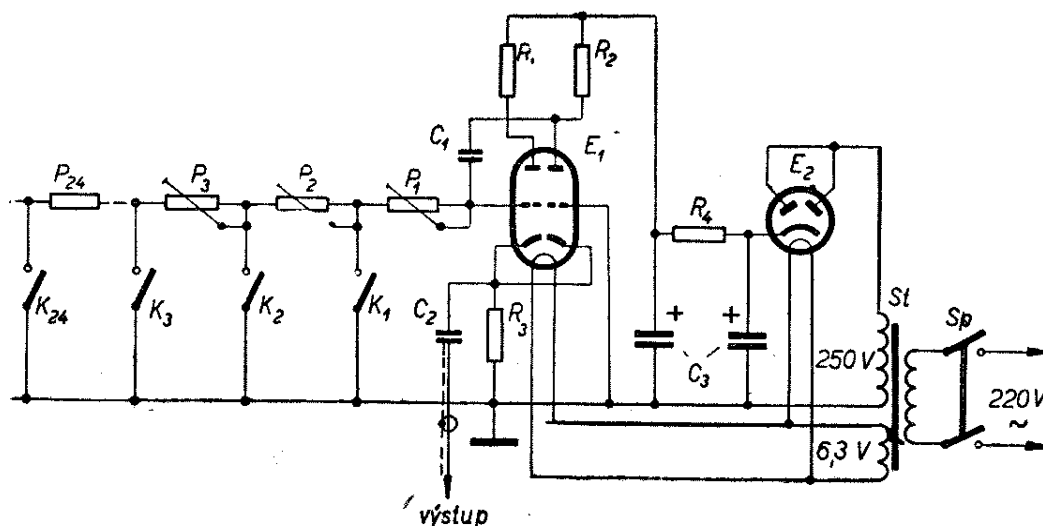 R₁
R₂
C₁
E₁
P₂₄
P₃
P₂
P₁
E₂
R₄
K₂₄
K₃
K₂
K₁
C₂
R₃
+
+
C₃
St
Sp
250 V
220 V
~
6,3 V
výstup